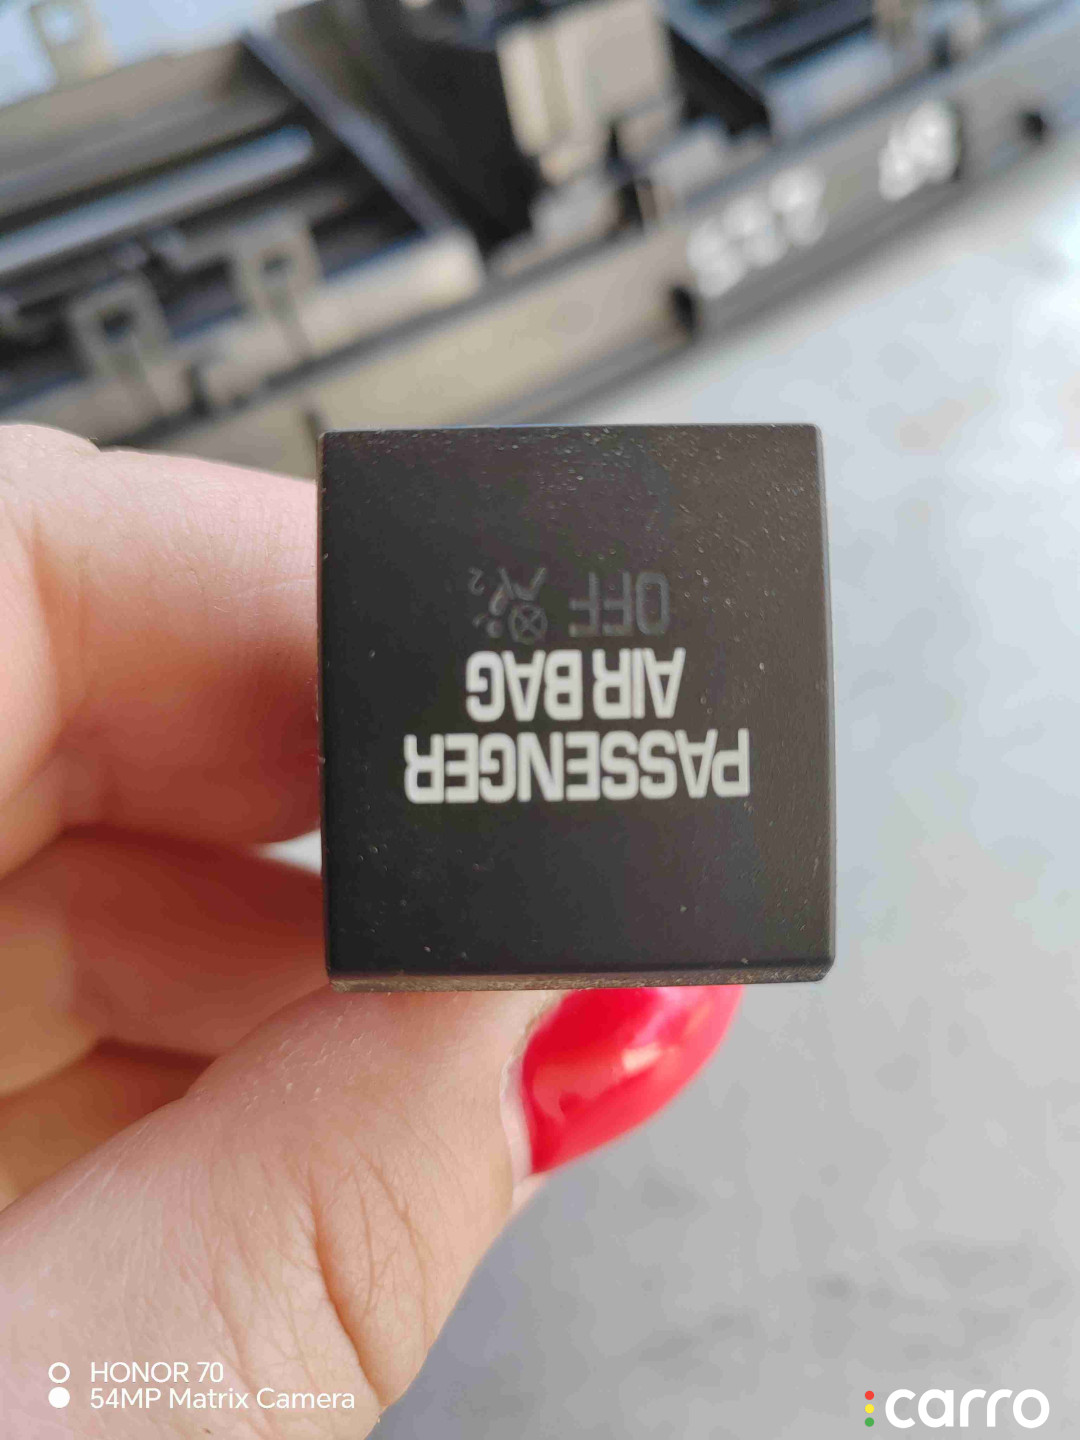 PASSENGER
AIR BAG
OFF
HONOR 70
54MP Matrix Camera
carro